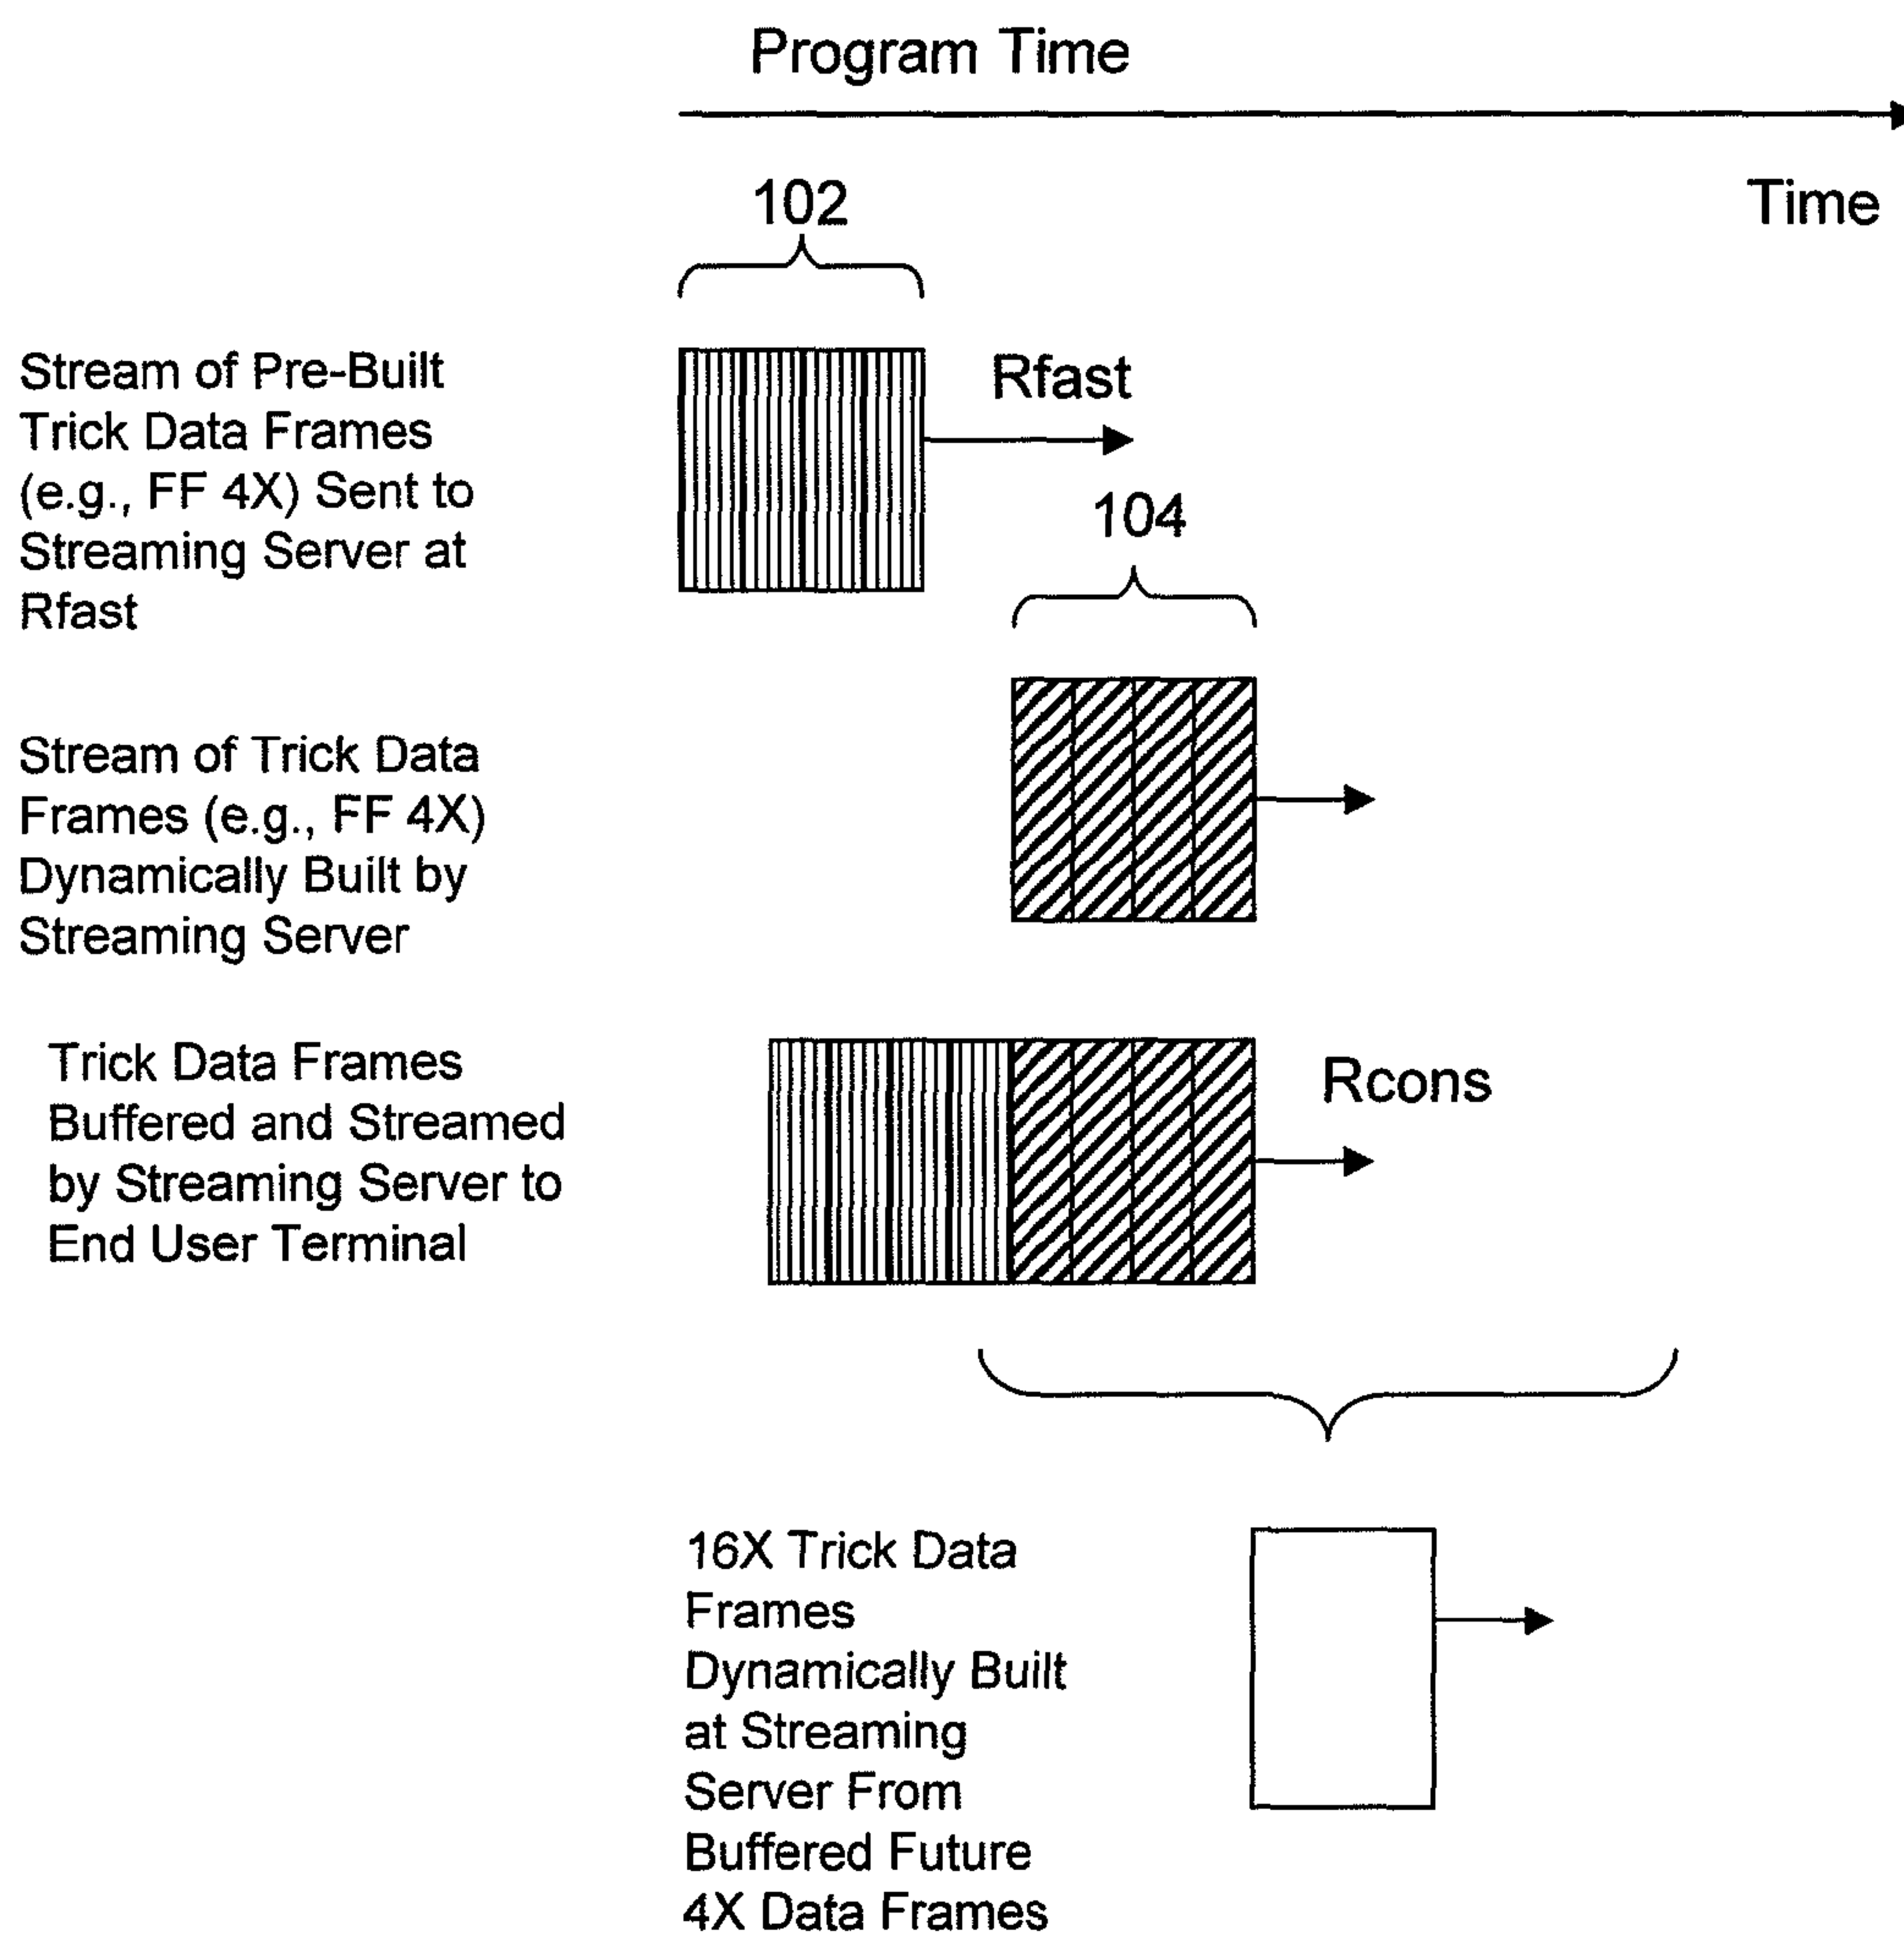 Program Time
Time
102
Stream of Pre-Built
Trick Data Frames
(e.g., FF 4X) Sent to
Streaming Server at
Rfast
Rfast
104
Stream of Trick Data
Frames (e.g., FF 4X)
Dynamically Built by
Streaming Server
Trick Data Frames
Buffered and Streamed
by Streaming Server to
End User Terminal
Rcons
16X Trick Data
Frames
Dynamically Built
at Streaming
Server From
Buffered Future
4X Data Frames